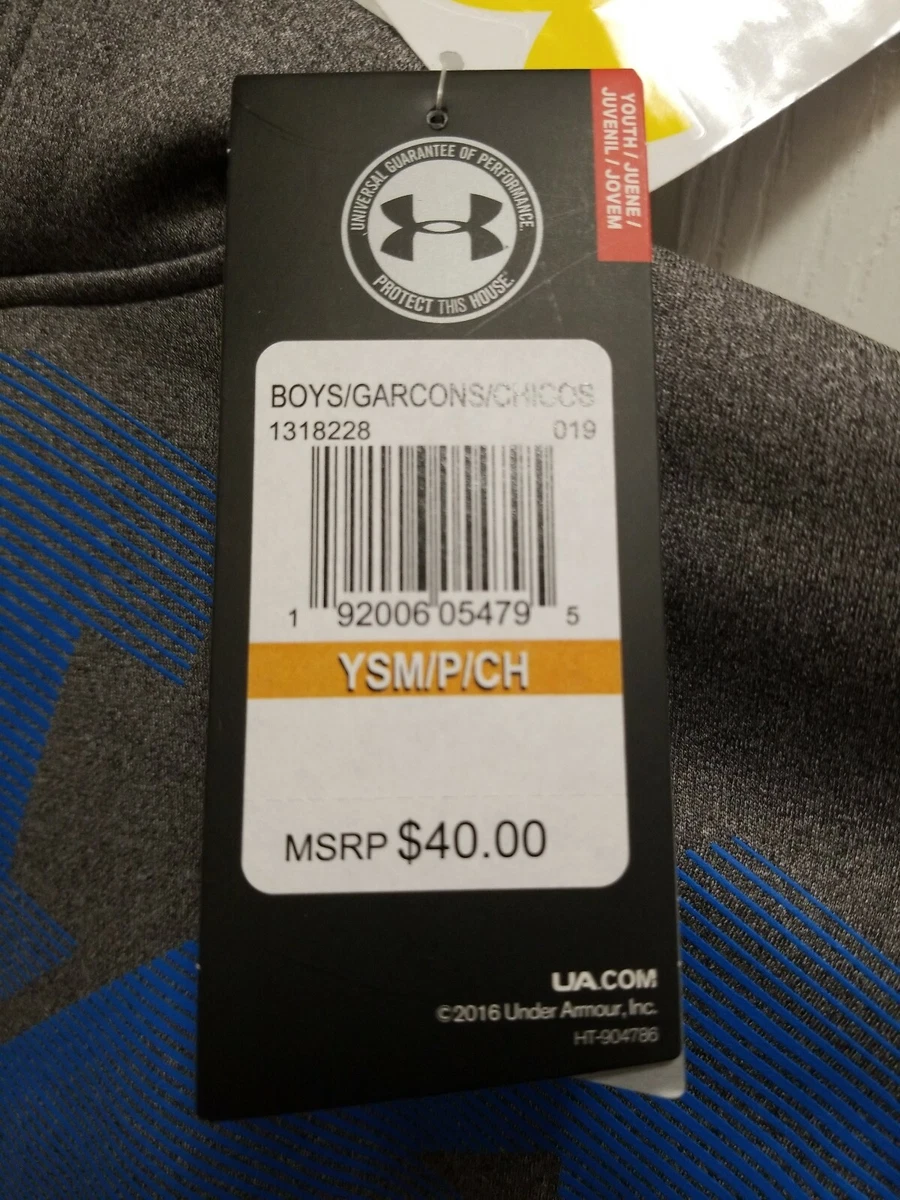 YOUTH / JUENE /
JUVENIL / JOVEM
UNIVERSAL GUARANTEE OF PERFORMANCE.
PROTECT THIS HOUSE
BOYS/GARCONS/CHICOS
1318228 019
1 92006 05479 5
YSM/P/CH
MSRP $40.00
UA.COM
©2016 Under Armour, Inc.
HT-904786